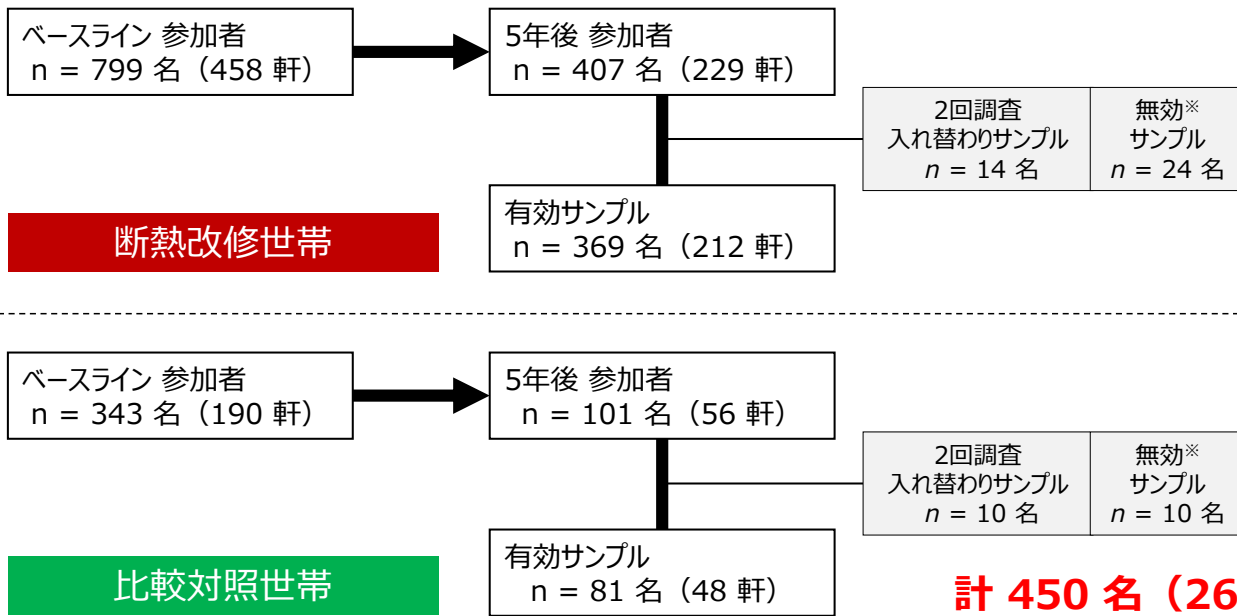 ベースライン 参加者
n = 799 名（458 軒）
5年後 参加者
n = 407 名（229 軒）
2回調査
入れ替わりサンプル
n = 14 名
無効※
サンプル
n = 24 名
有効サンプル
n = 369 名（212 軒）
断熱改修世帯
ベースライン 参加者
n = 343 名（190 軒）
5年後 参加者
n = 101 名（56 軒）
2回調査
入れ替わりサンプル
n = 10 名
無効※
サンプル
n = 10 名
有効サンプル
n = 81 名（48 軒）
比較対照世帯
計 450 名（26